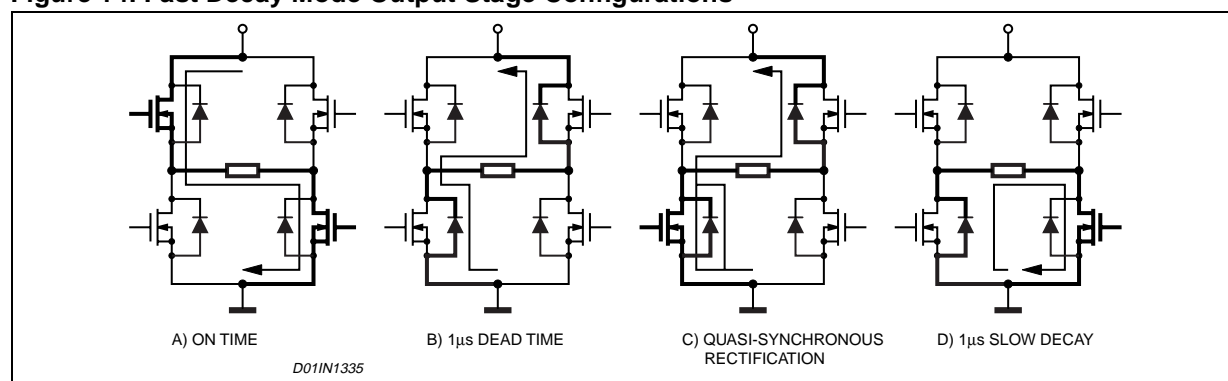 Figure 14. Fast Decay Mode Output Stage Configurations
A) ON TIME
B) 1μs DEAD TIME
C) QUASI-SYNCHRONOUS
RECTIFICATION
D) 1μs SLOW DECAY
D01IN1335